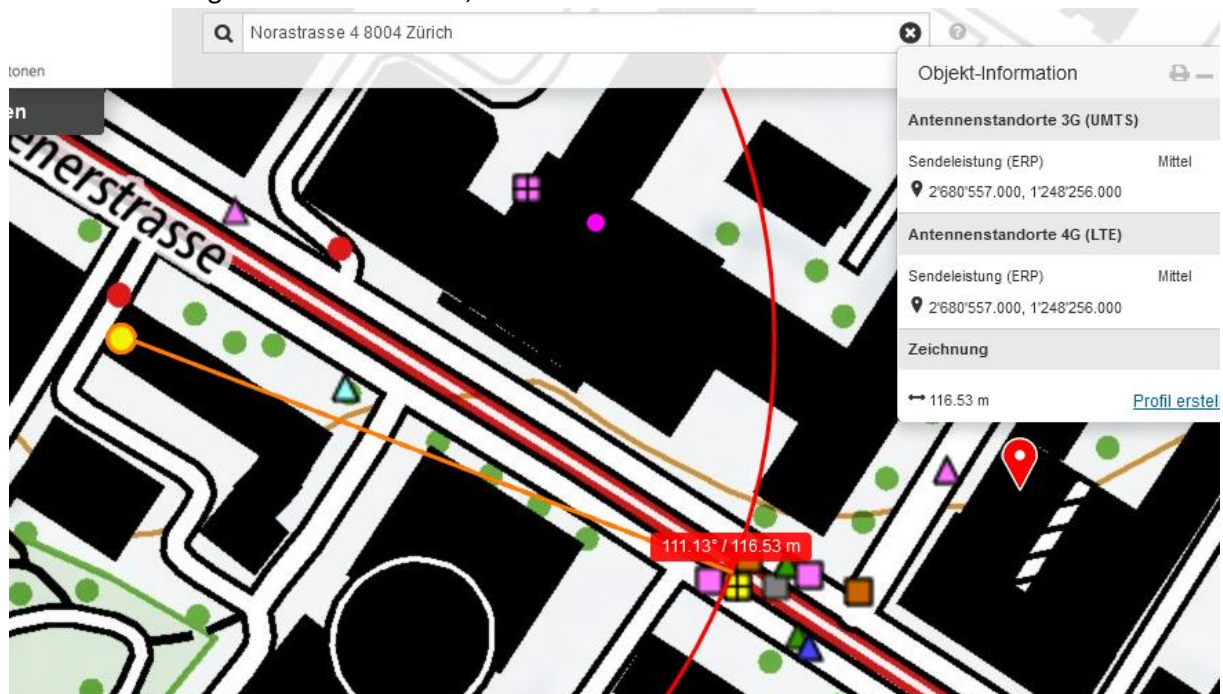 Norastrasse 4 8004 Zürich
tonen
en
enerstrasse
Objekt-Information
Antennenstandorte 3G (UMTS)
Sendeleistung (ERP) Mittel
2'680'557.000, 1'248'256.000
Antennenstandorte 4G (LTE)
Sendeleistung (ERP) Mittel
2'680'557.000, 1'248'256.000
Zeichnung
116.53 m Profil erstell
111.13° / 116.53 m